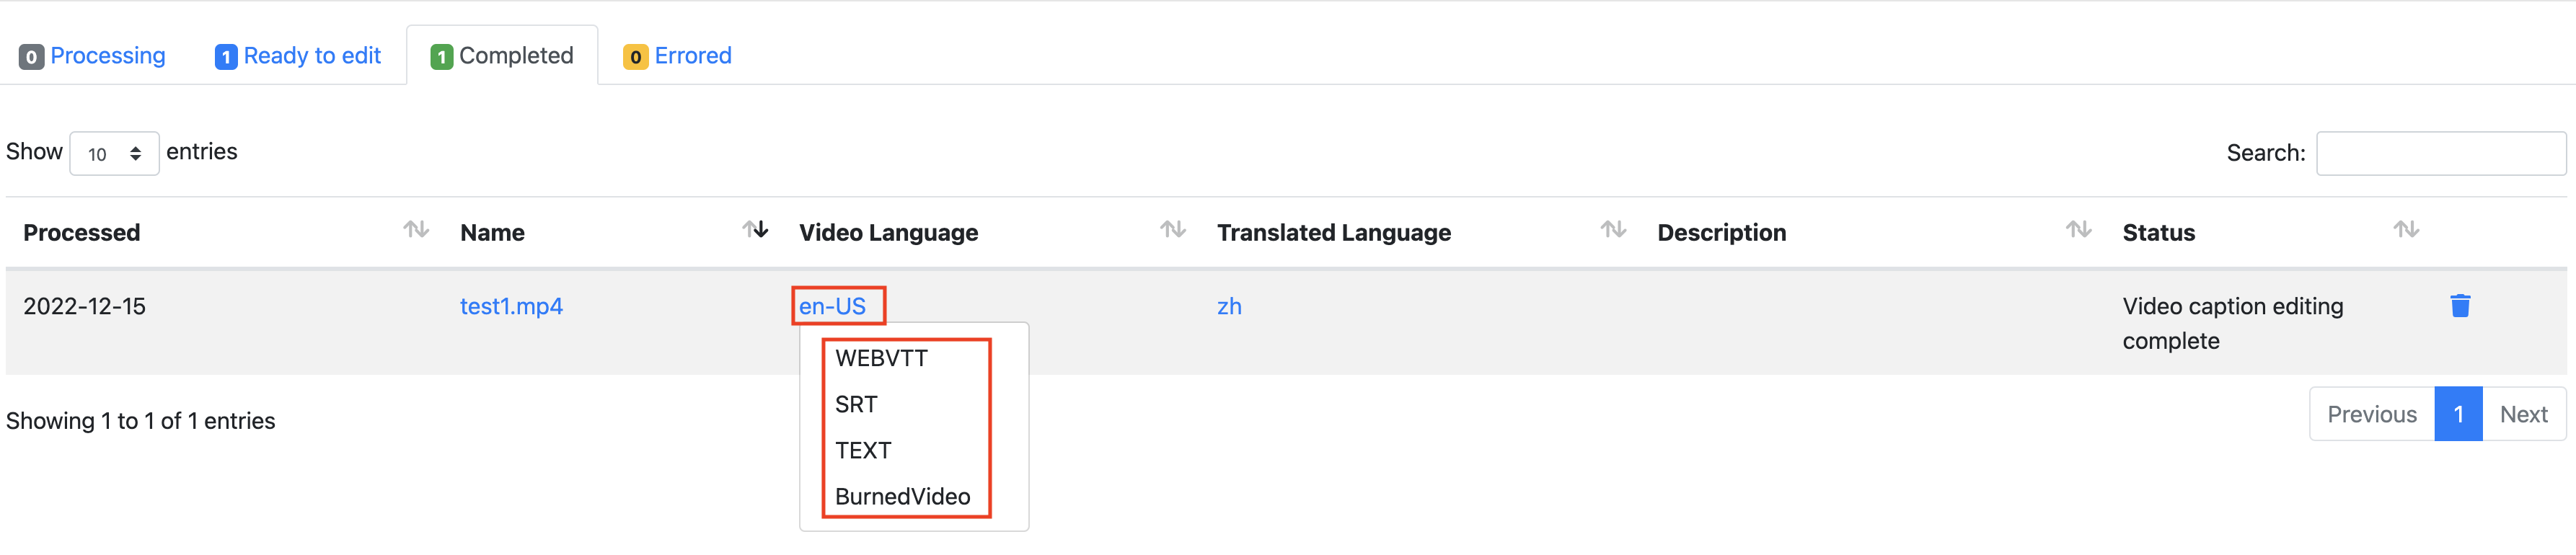 0 Processing 1 Ready to edit 1 Completed 0 Errored
Show 10 entries Search:
Processed Name Video Language Translated Language Description Status
2022-12-15 test1.mp4 en-US zh Video caption editing
complete
WEBVTT
SRT
TEXT
BurnedVideo
Showing 1 to 1 of 1 entries Previous 1 Next